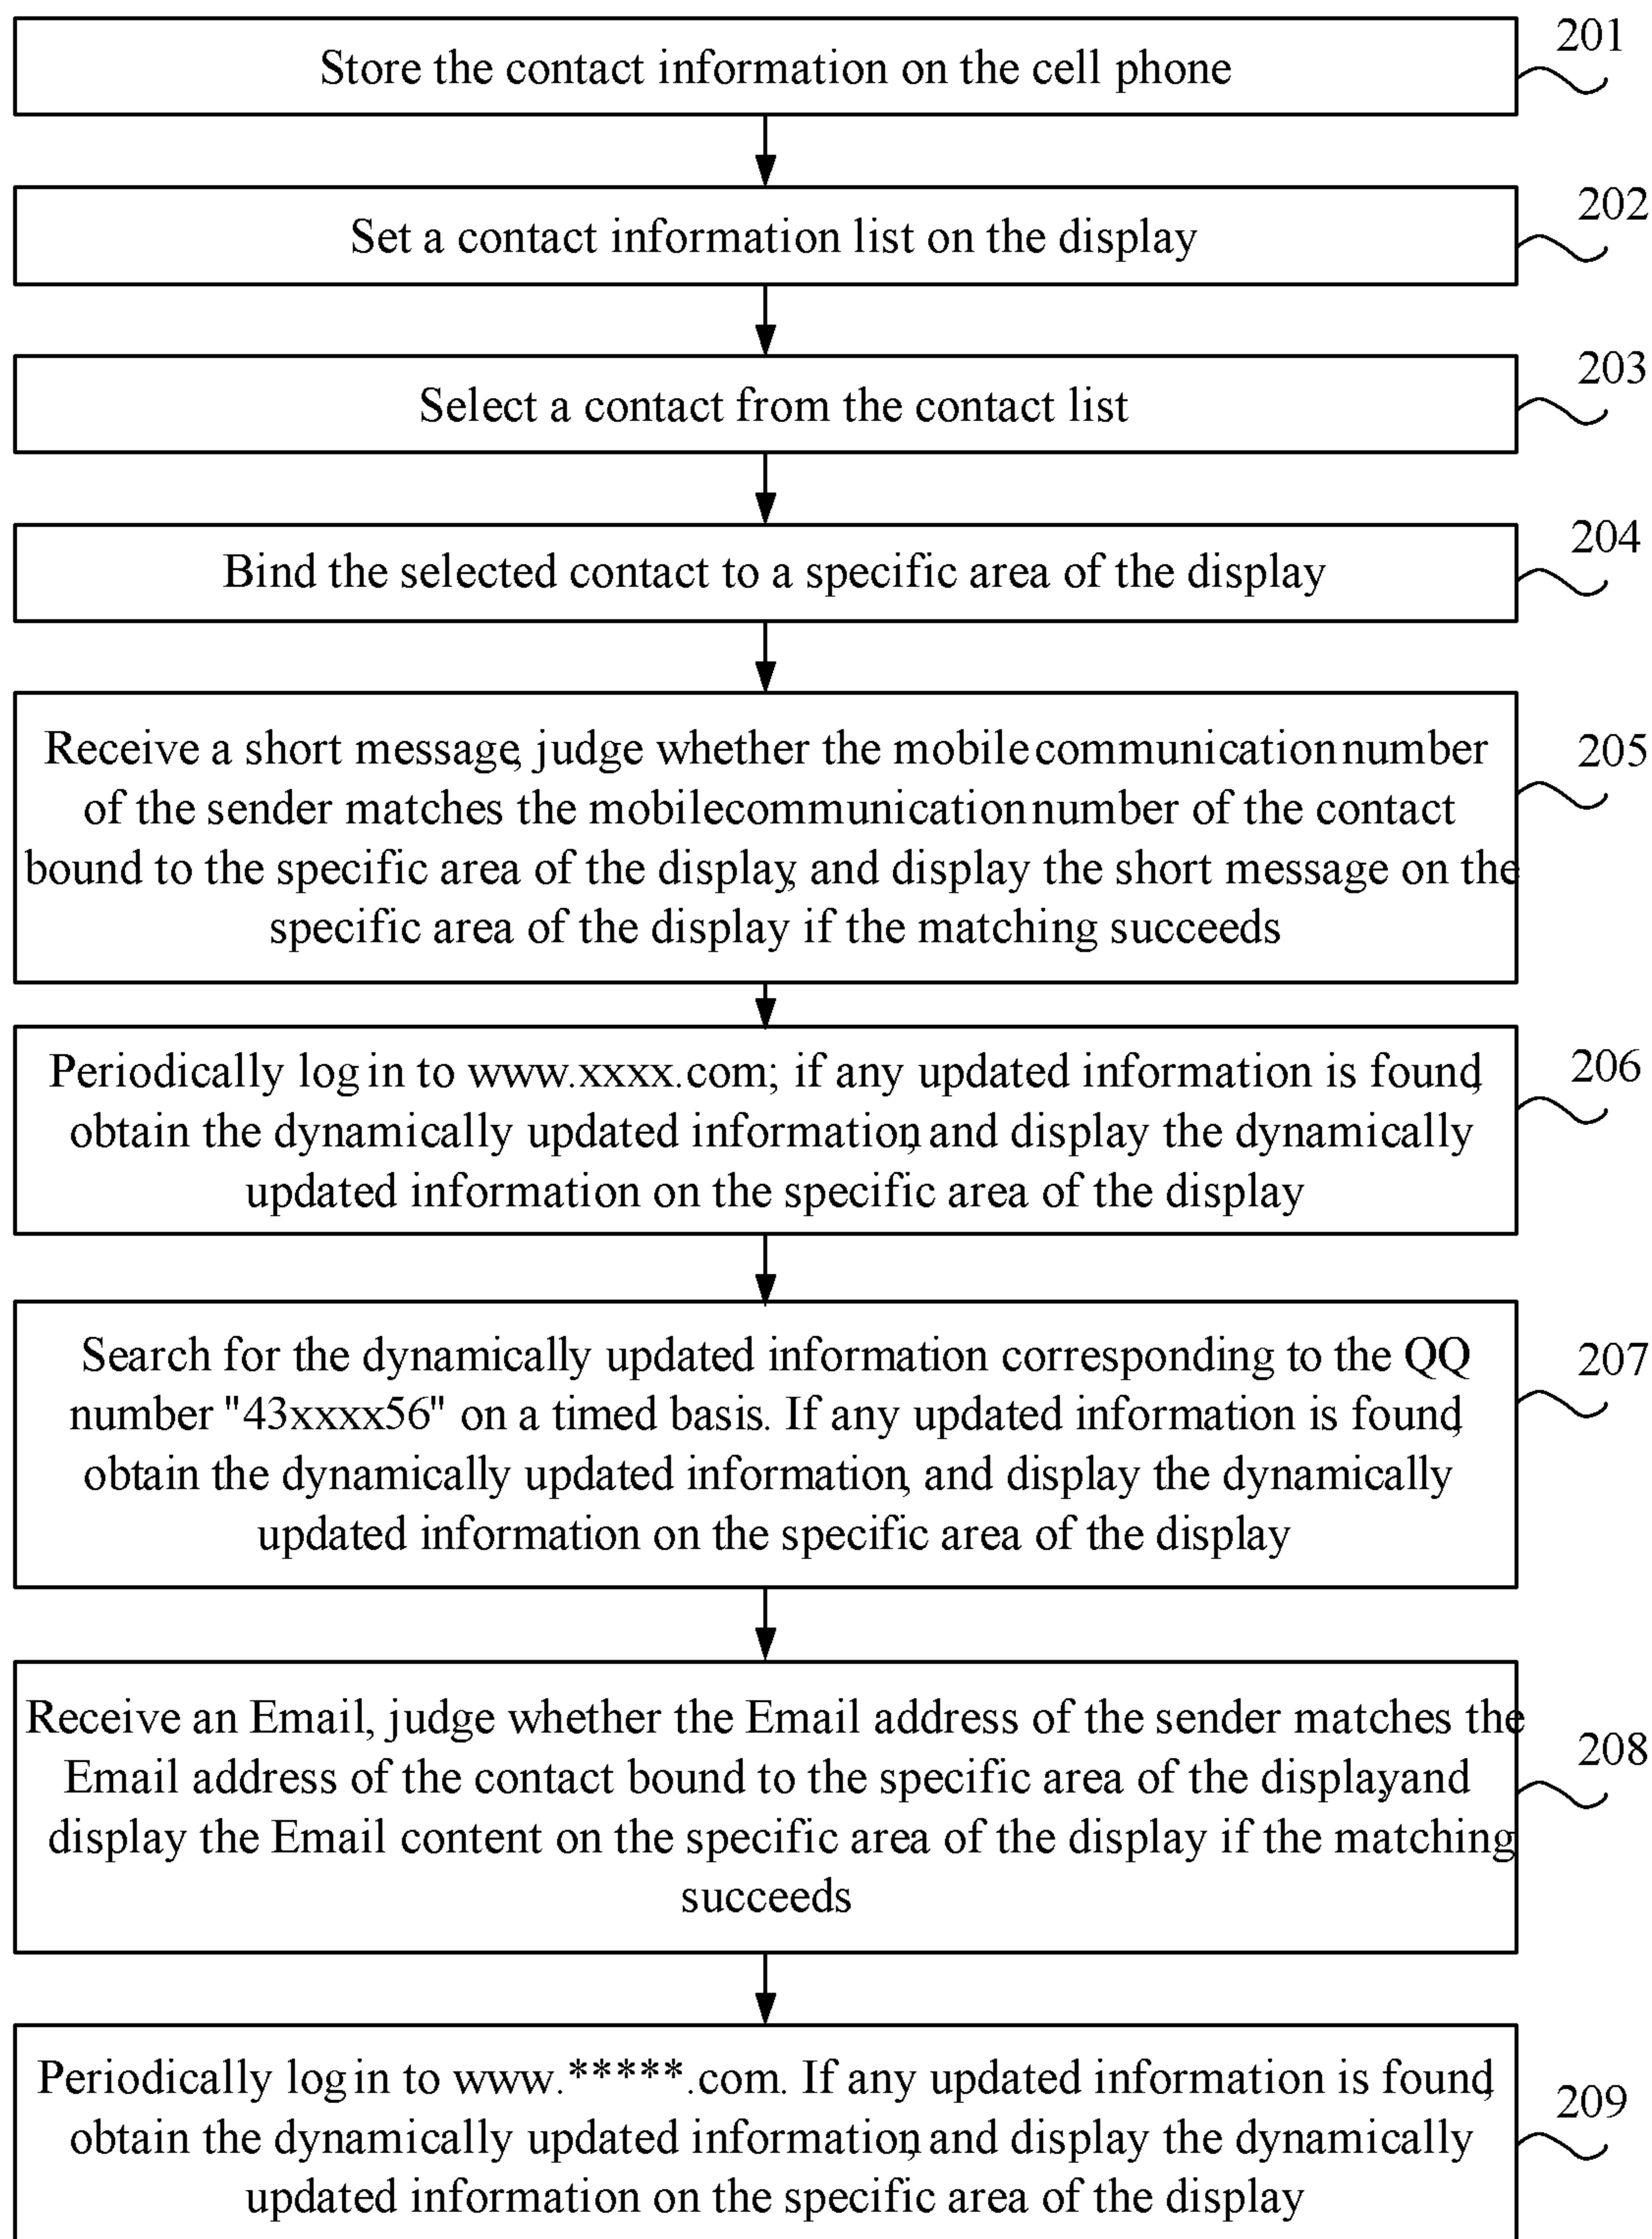 Store the contact information on the cell phone
201
Set a contact information list on the display
202
Select a contact from the contact list
203
Bind the selected contact to a specific area of the display
204
Receive a short message, judge whether the mobile communication number
of the sender matches the mobile communication number of the contact
bound to the specific area of the display, and display the short message on the
specific area of the display if the matching succeeds
205
Periodically log in to www.xxxx.com; if any updated information is found,
obtain the dynamically updated information, and display the dynamically
updated information on the specific area of the display
206
Search for the dynamically updated information corresponding to the QQ
number "43xxxx56" on a timed basis. If any updated information is found,
obtain the dynamically updated information, and display the dynamically
updated information on the specific area of the display
207
Receive an Email, judge whether the Email address of the sender matches the
Email address of the contact bound to the specific area of the display, and
display the Email content on the specific area of the display if the matching
succeeds
208
Periodically log in to www.*****.com. If any updated information is found,
obtain the dynamically updated information, and display the dynamically
updated information on the specific area of the display
209